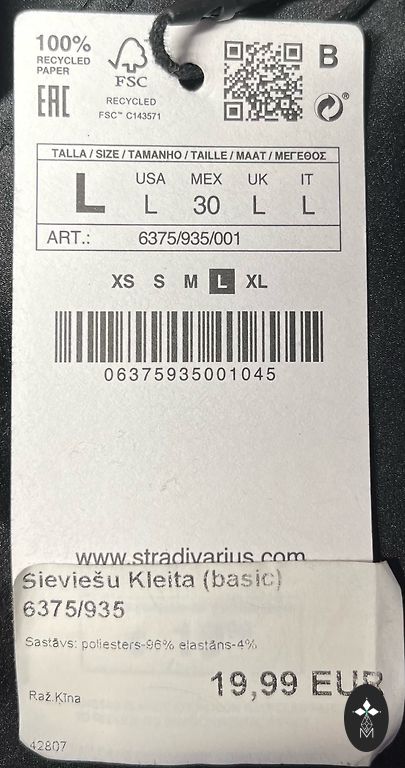 100%
RECYCLED
PAPER
FSC
RECYCLED
FSC™ C143571
EAC
B
TALLA / SIZE / TAMANHO / TAILLE / MAAT / ΜΕΓΕΘΟΣ
L
USA MEX UK IT
L 30 L L
ART.: 6375/935/001
XS S M L XL
06375935001045
www.stradivarius.com
Sieviešu Kleita (basic)
6375/935
Sastāvs: poliesters-96% elastāns-4%
19,99 EUR
Raž.Ķīna
42807
M